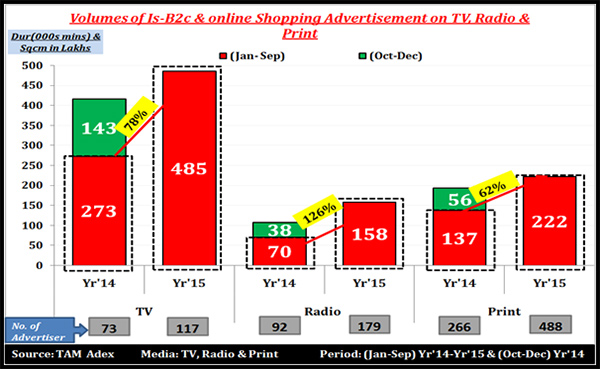 Volumes of Is-B2c & online Shopping Advertisement on TV, Radio &
Print
Dur(000s mins) &
Sqcm in Lakhs
(Jan- Sep)
(Oct-Dec)
500
450
400
350
300
250
200
150
100
50
0
143
273
78%
485
38
70
126%
158
56
137
62%
222
Yr'14
Yr'15
Yr'14
Yr'15
Yr'14
Yr'15
TV
Radio
Print
No. of
Advertiser
73
117
92
179
266
488
Source: TAM Adex Media: TV, Radio & Print Period: (Jan-Sep) Yr'14-Yr'15 & (Oct-Dec) Yr'14